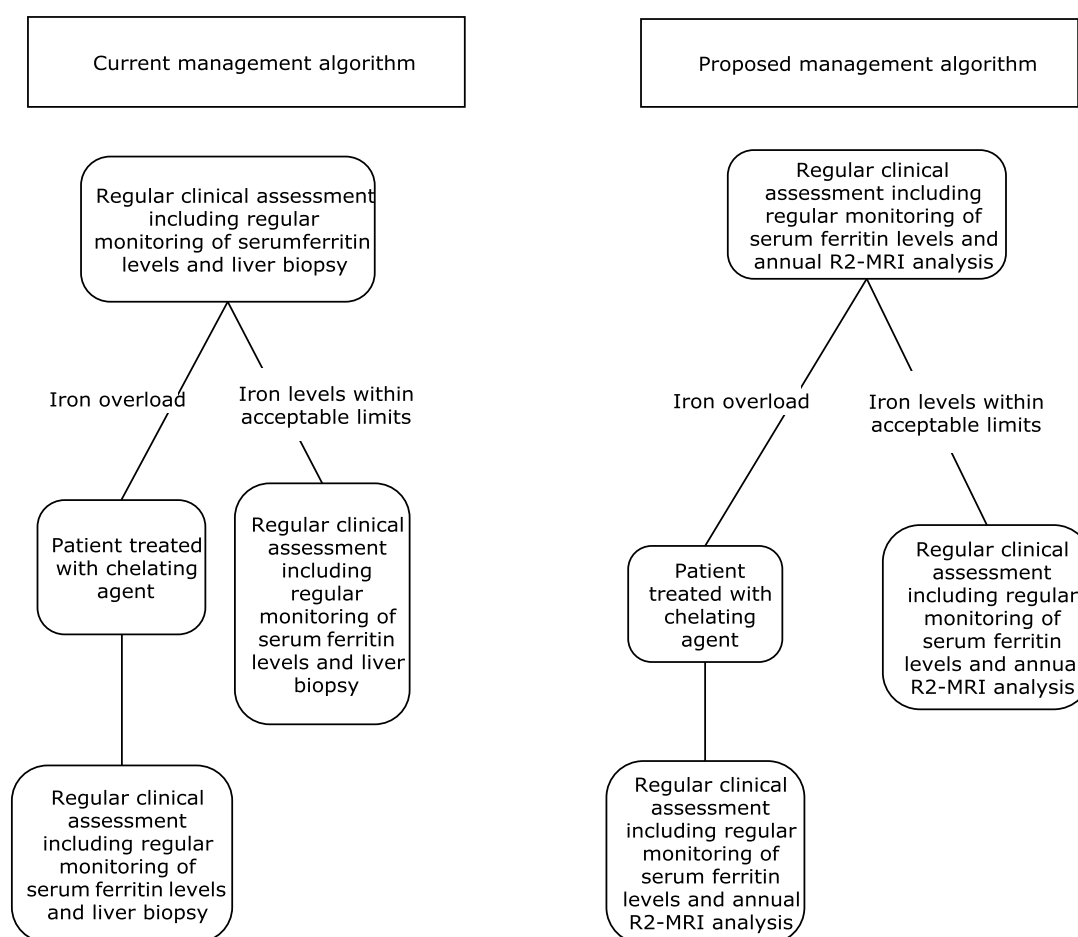 Current management algorithm
Regular clinical assessment
including regular
monitoring of serumferritin
levels and liver biopsy
Iron overload
Iron levels within
acceptable limits
Patient treated
with chelating
agent
Regular clinical
assessment
including
regular
monitoring of
serum ferritin
levels and liver
biopsy
Regular clinical
assessment
including regular
monitoring of
serum ferritin levels
and liver biopsy
Proposed management algorithm
Regular clinical
assessment including
regular monitoring of
serum ferritin levels and
annual R2-MRI analysis
Iron overload
Iron levels within
acceptable limits
Patient
treated with
chelating
agent
Regular clinical
assessment
including regular
monitoring of
serum ferritin
levels and annua
R2-MRI analysis
Regular clinical
assessment
including regular
monitoring of
serum ferritin
levels and annual
R2-MRI analysis